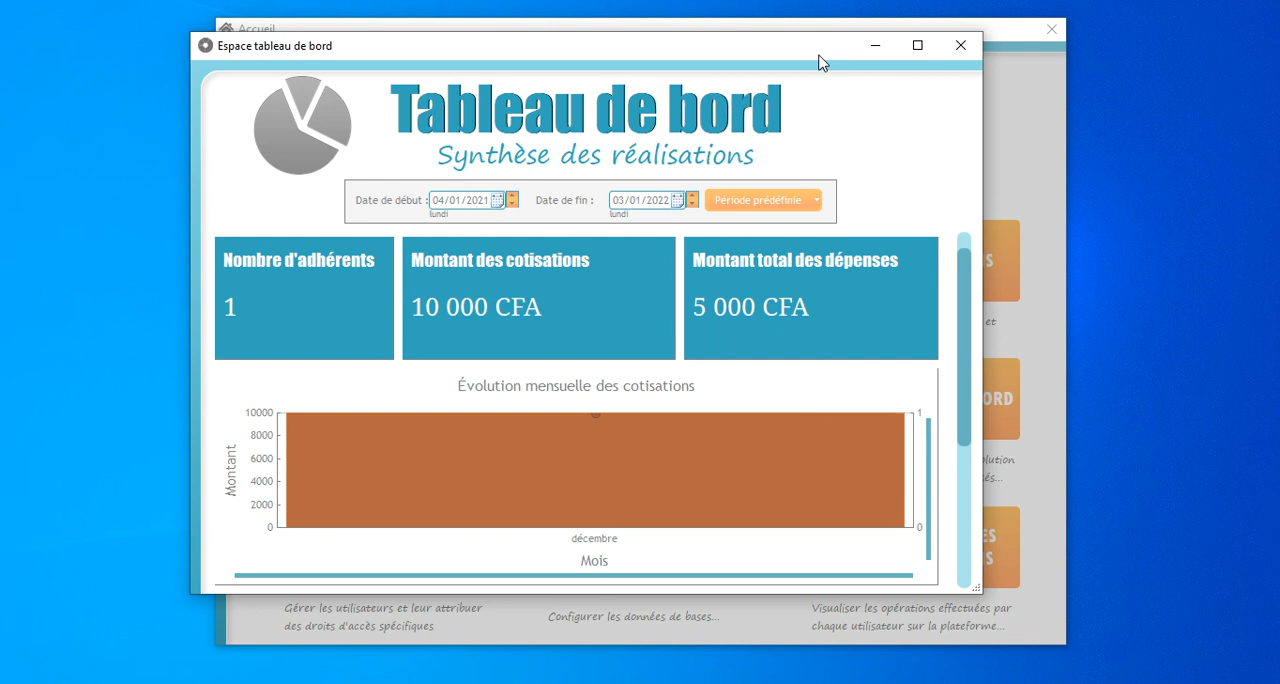 Accueil
Espace tableau de bord
Tableau de bord
Synthèse des réalisations
Date de début : 04/01/2021 Date de fin : 03/01/2022 Période prédéfinie
lundi lundi
Nombre d'adhérents Montant des cotisations Montant total des dépenses
1 10 000 CFA 5 000 CFA
Évolution mensuelle des cotisations
10000 1
8000
6000
4000
2000
0 0
Montant
décembre
Mois
S
et
ORD
olution
lés...
ES
S
Gérer les utilisateurs et leur attribuer
des droits d'accès spécifiques
Configurer les données de bases...
Visualiser les opérations effectuées par
chaque utilisateur sur la plateforme...